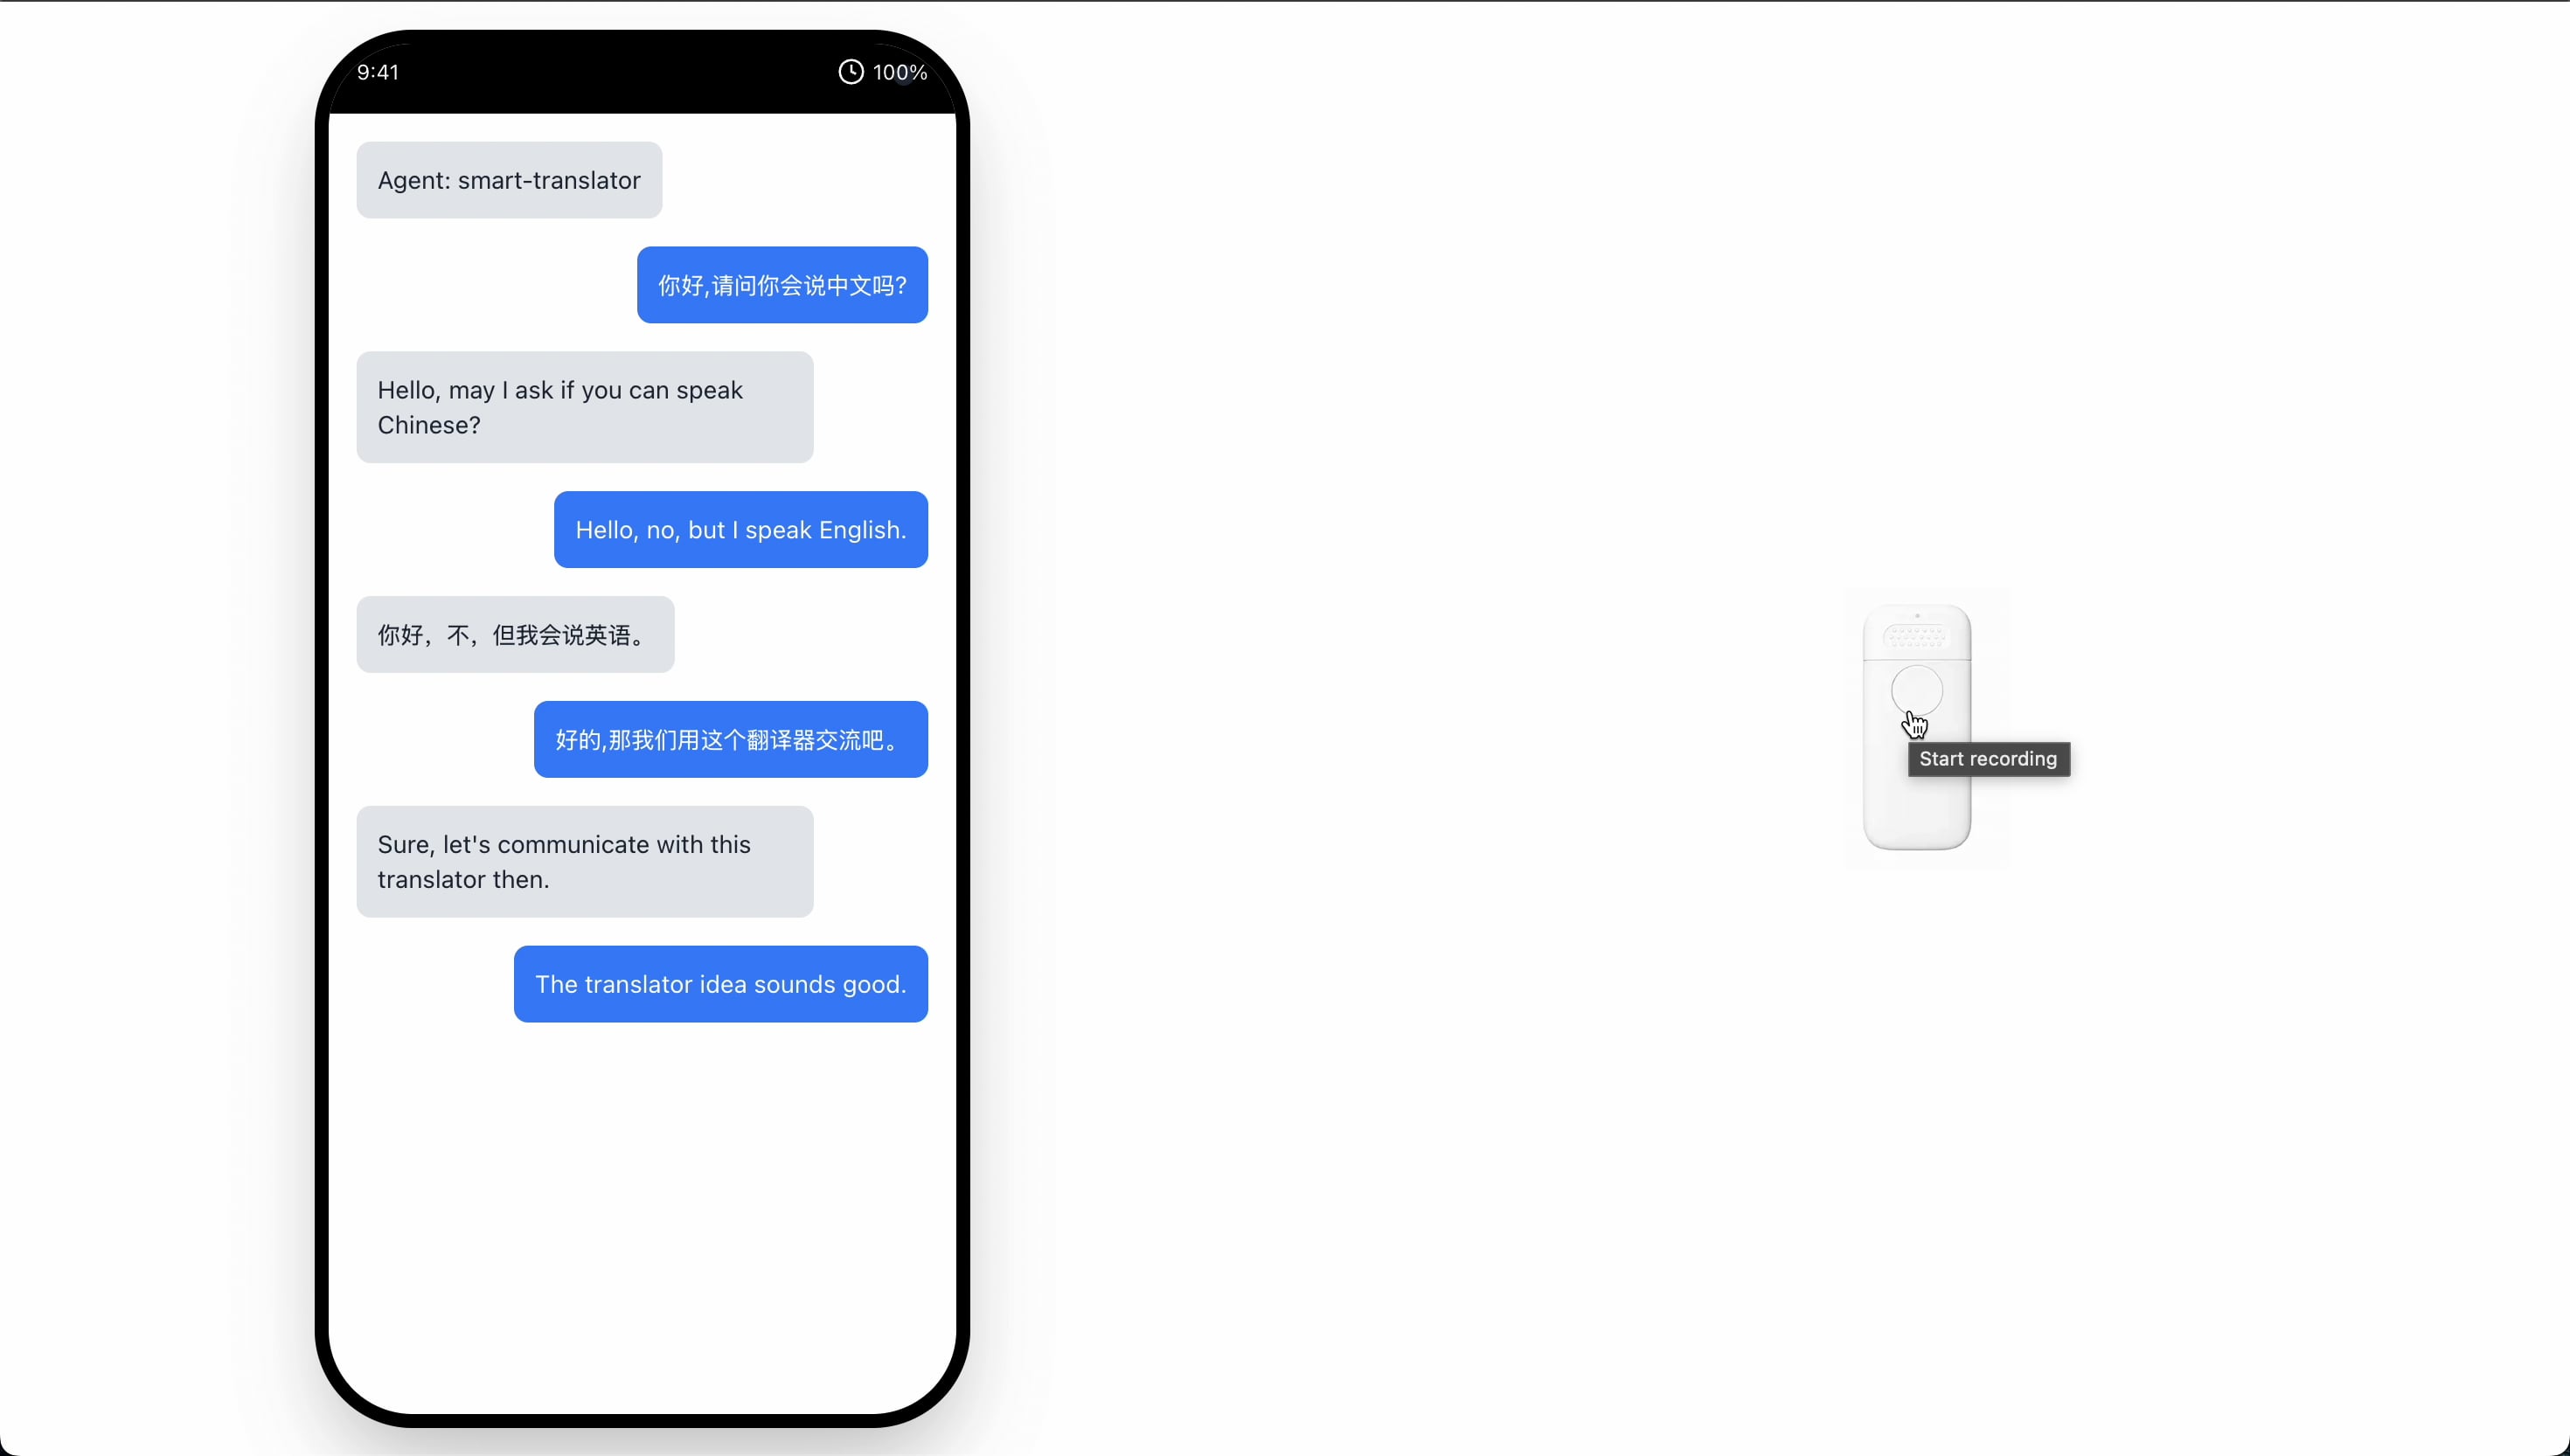 9:41
100%
Agent: smart-translator
你好,请问你会说中文吗?
Hello, may I ask if you can speak
Chinese?
Hello, no, but I speak English.
你好，不，但我会说英语。
好的,那我们用这个翻译器交流吧。
Sure, let's communicate with this
translator then.
The translator idea sounds good.
Start recording